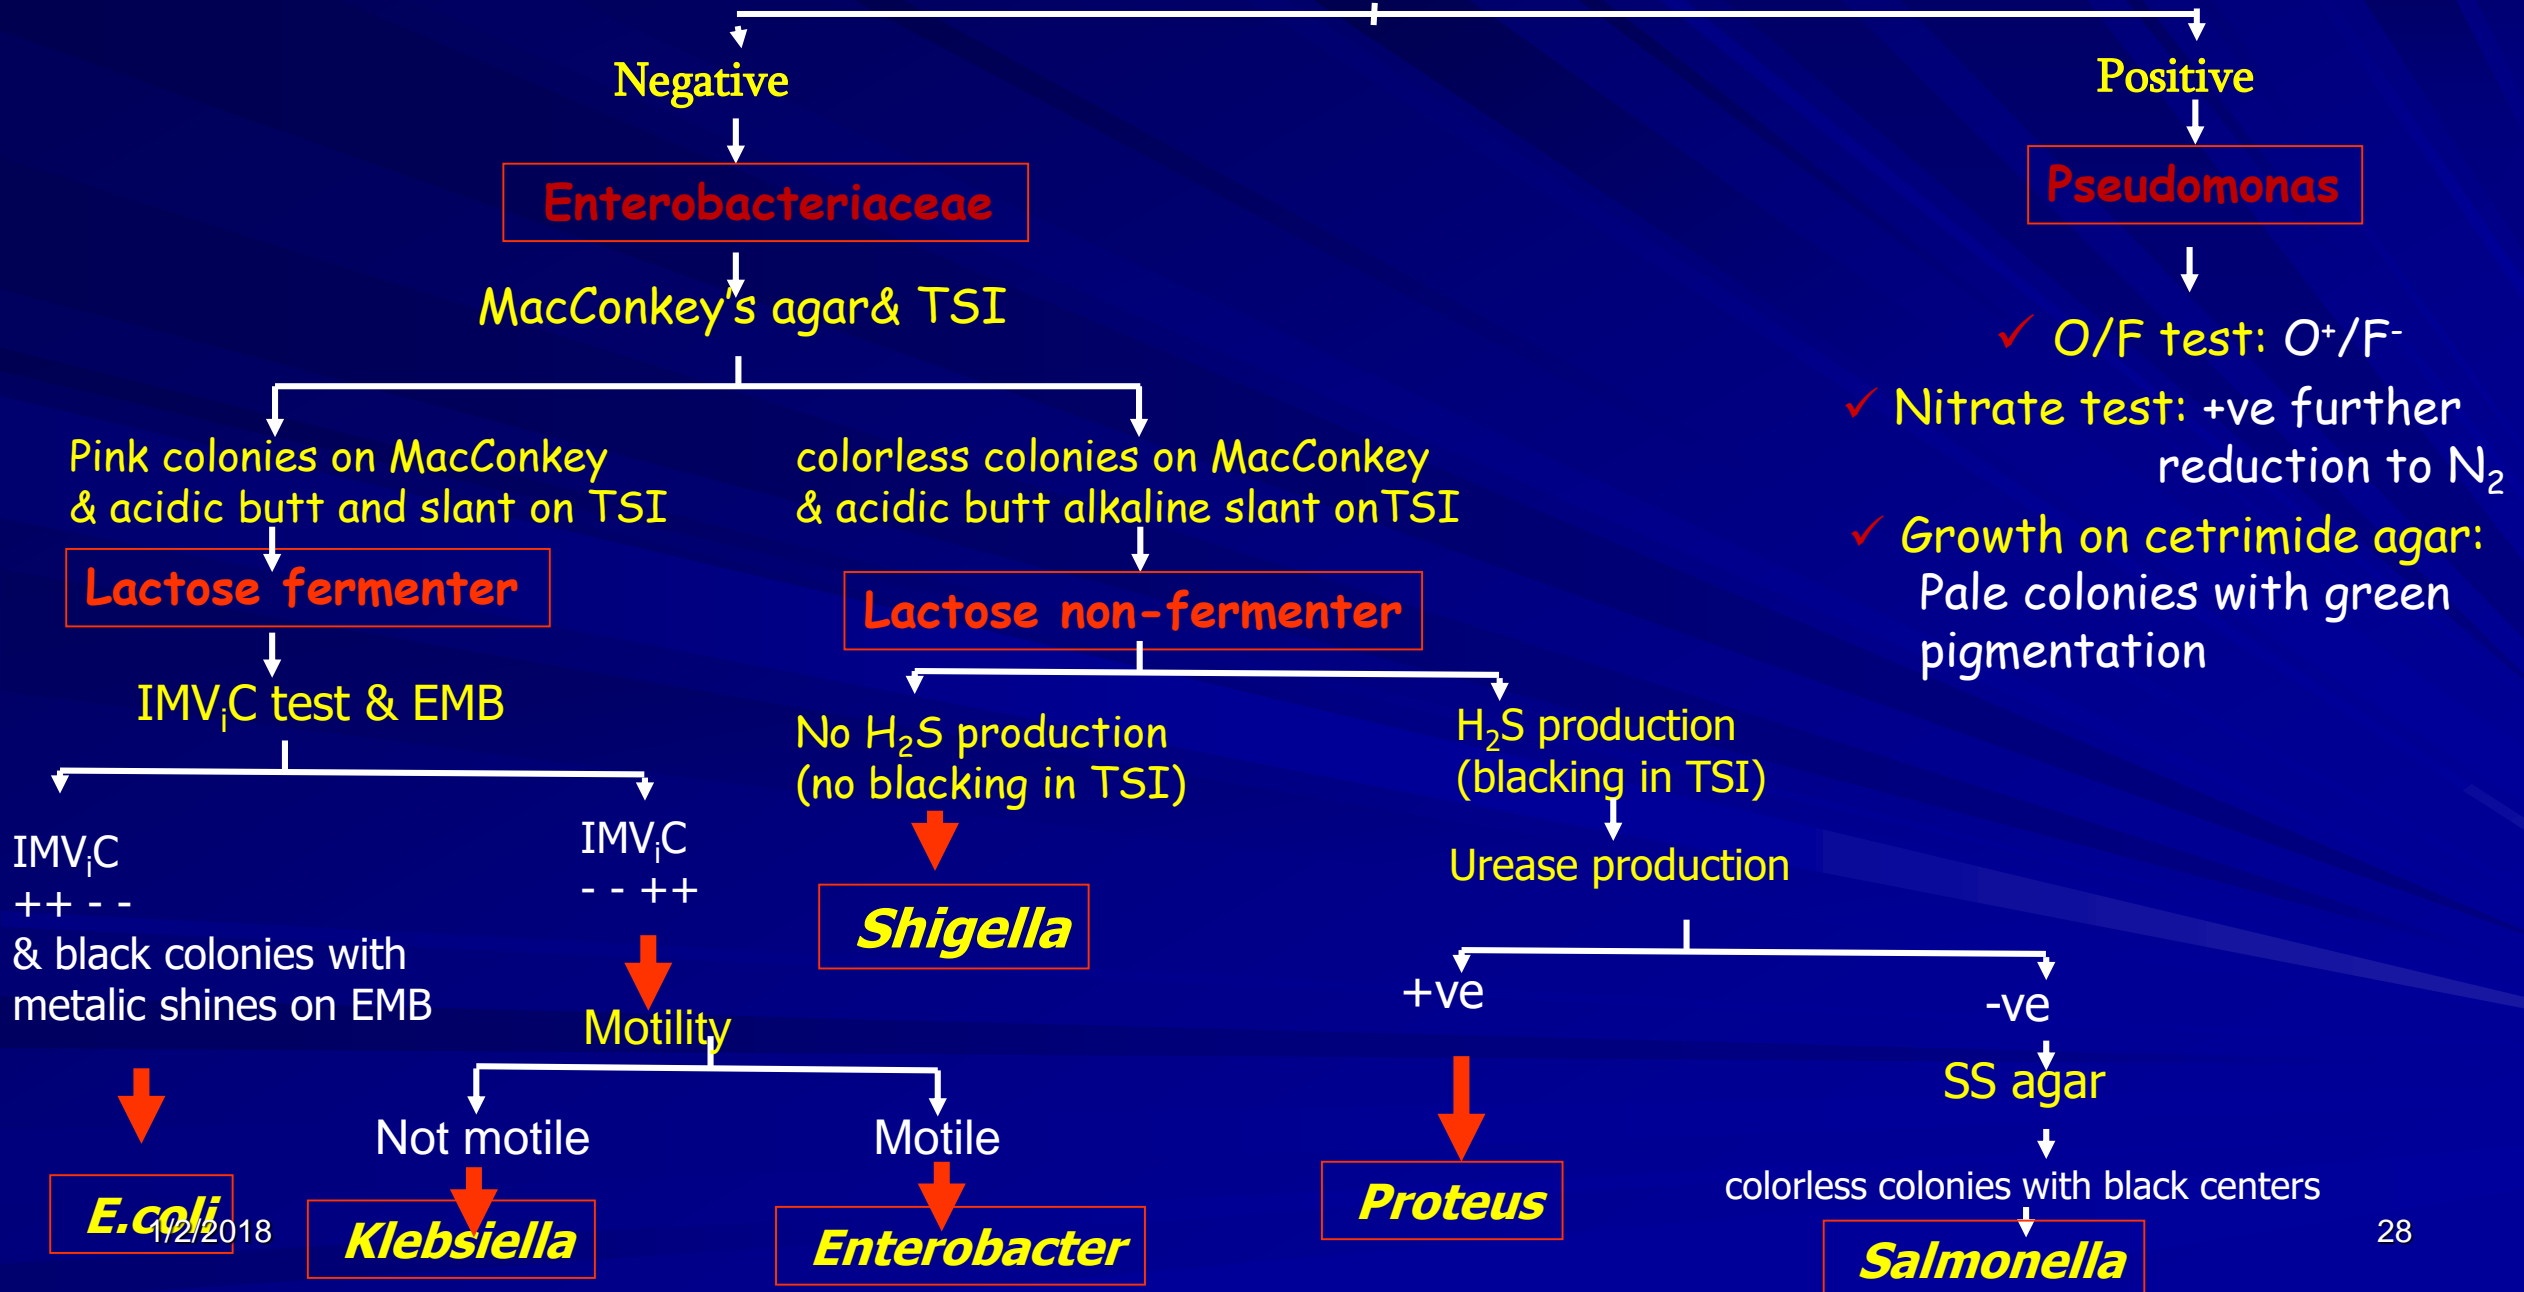 Negative
Positive
Enterobacteriaceae
Pseudomonas
MacConkey's agar& TSI
✓ O/F test: O⁺/F⁻
✓ Nitrate test: +ve further
reduction to N₂
✓ Growth on cetrimide agar:
Pale colonies with green
pigmentation
Pink colonies on MacConkey
& acidic butt and slant on TSI
colorless colonies on MacConkey
& acidic butt alkaline slant onTSI
Lactose fermenter
Lactose non-fermenter
IMVᵢC test & EMB
No H₂S production
(no blacking in TSI)
H₂S production
(blacking in TSI)
Urease production
IMVᵢC
++ - -
& black colonies with
metalic shines on EMB
IMVᵢC
- - ++
Shigella
+ve
-ve
Motility
SS agar
Not motile
Motile
colorless colonies with black centers
E.coli
Klebsiella
Enterobacter
Proteus
Salmonella
1/2/2018
28